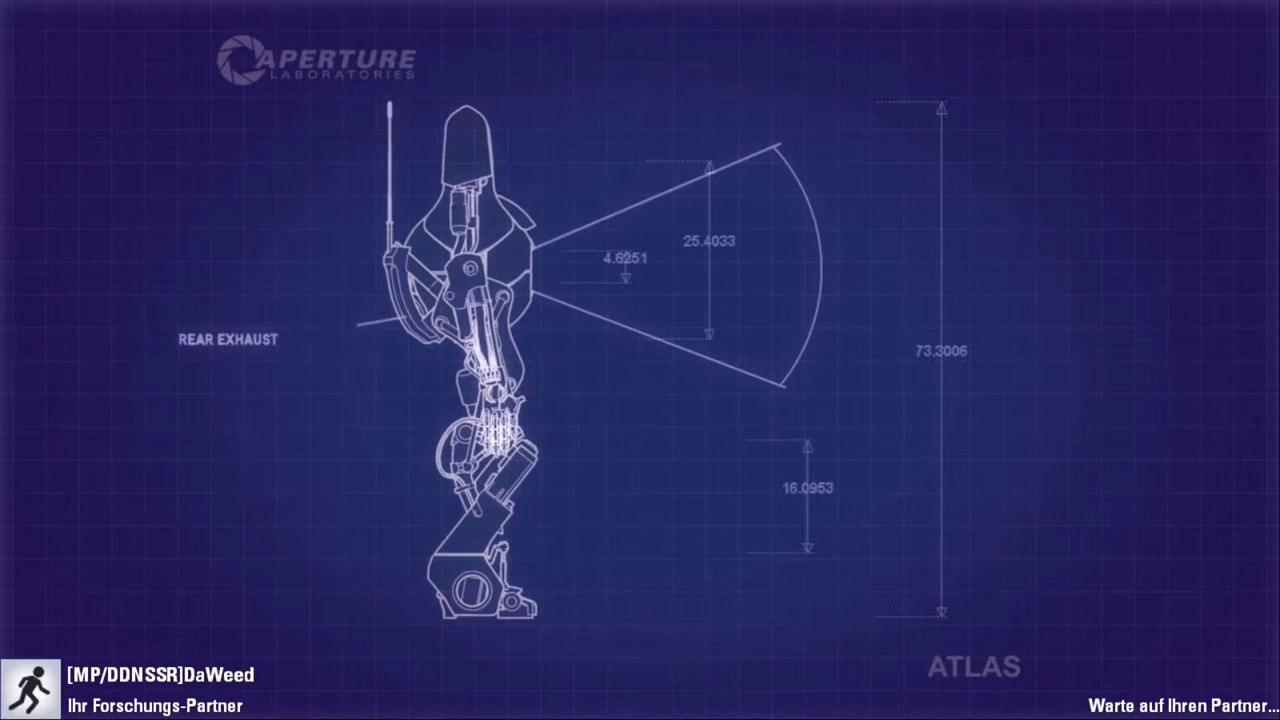 APERTURE
LABORATORIES
25.4033
4.6251
REAR EXHAUST
73.3006
16.0953
ATLAS
[MP/DDNSSR]DaWeed
Ihr Forschungs-Partner
Warte auf Ihren Partner...